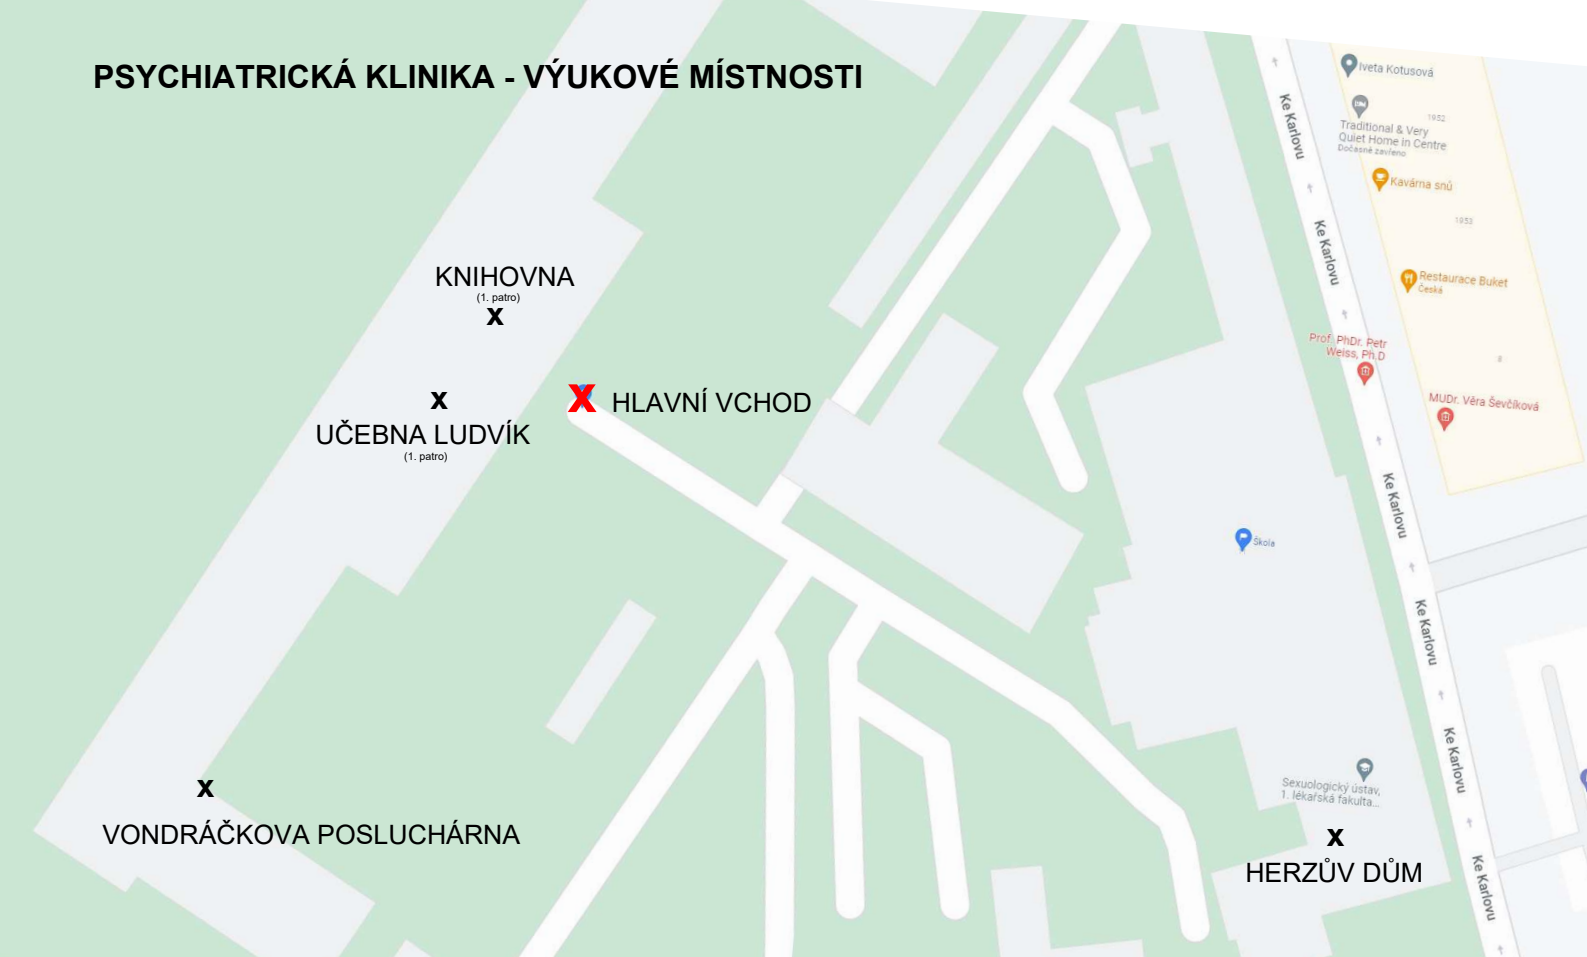 PSYCHIATRICKÁ KLINIKA - VÝUKOVÉ MÍSTNOSTI
Iveta Kotusová
1952
Traditional & Very
Quiet Home in Centre
Dočasně zavřeno
Ke Karlovu
Kavárna snů
1953
Ke Karlovu
KNIHOVNA
(1. patro)
x
Restaurace Buket
Česká
Prof. PhDr. Petr
Weiss, Ph.D
8
x
UČEBNA LUDVÍK
(1. patro)
X HLAVNÍ VCHOD
MUDr. Věra Ševčíková
Ke Karlovu
Škola
Ke Karlovu
Ke Karlovu
x
VONDRÁČKOVA POSLUCHÁRNA
Sexuologický ústav,
1. lékařská fakulta...
x
HERZŮV DŮM
Ke Karlovu